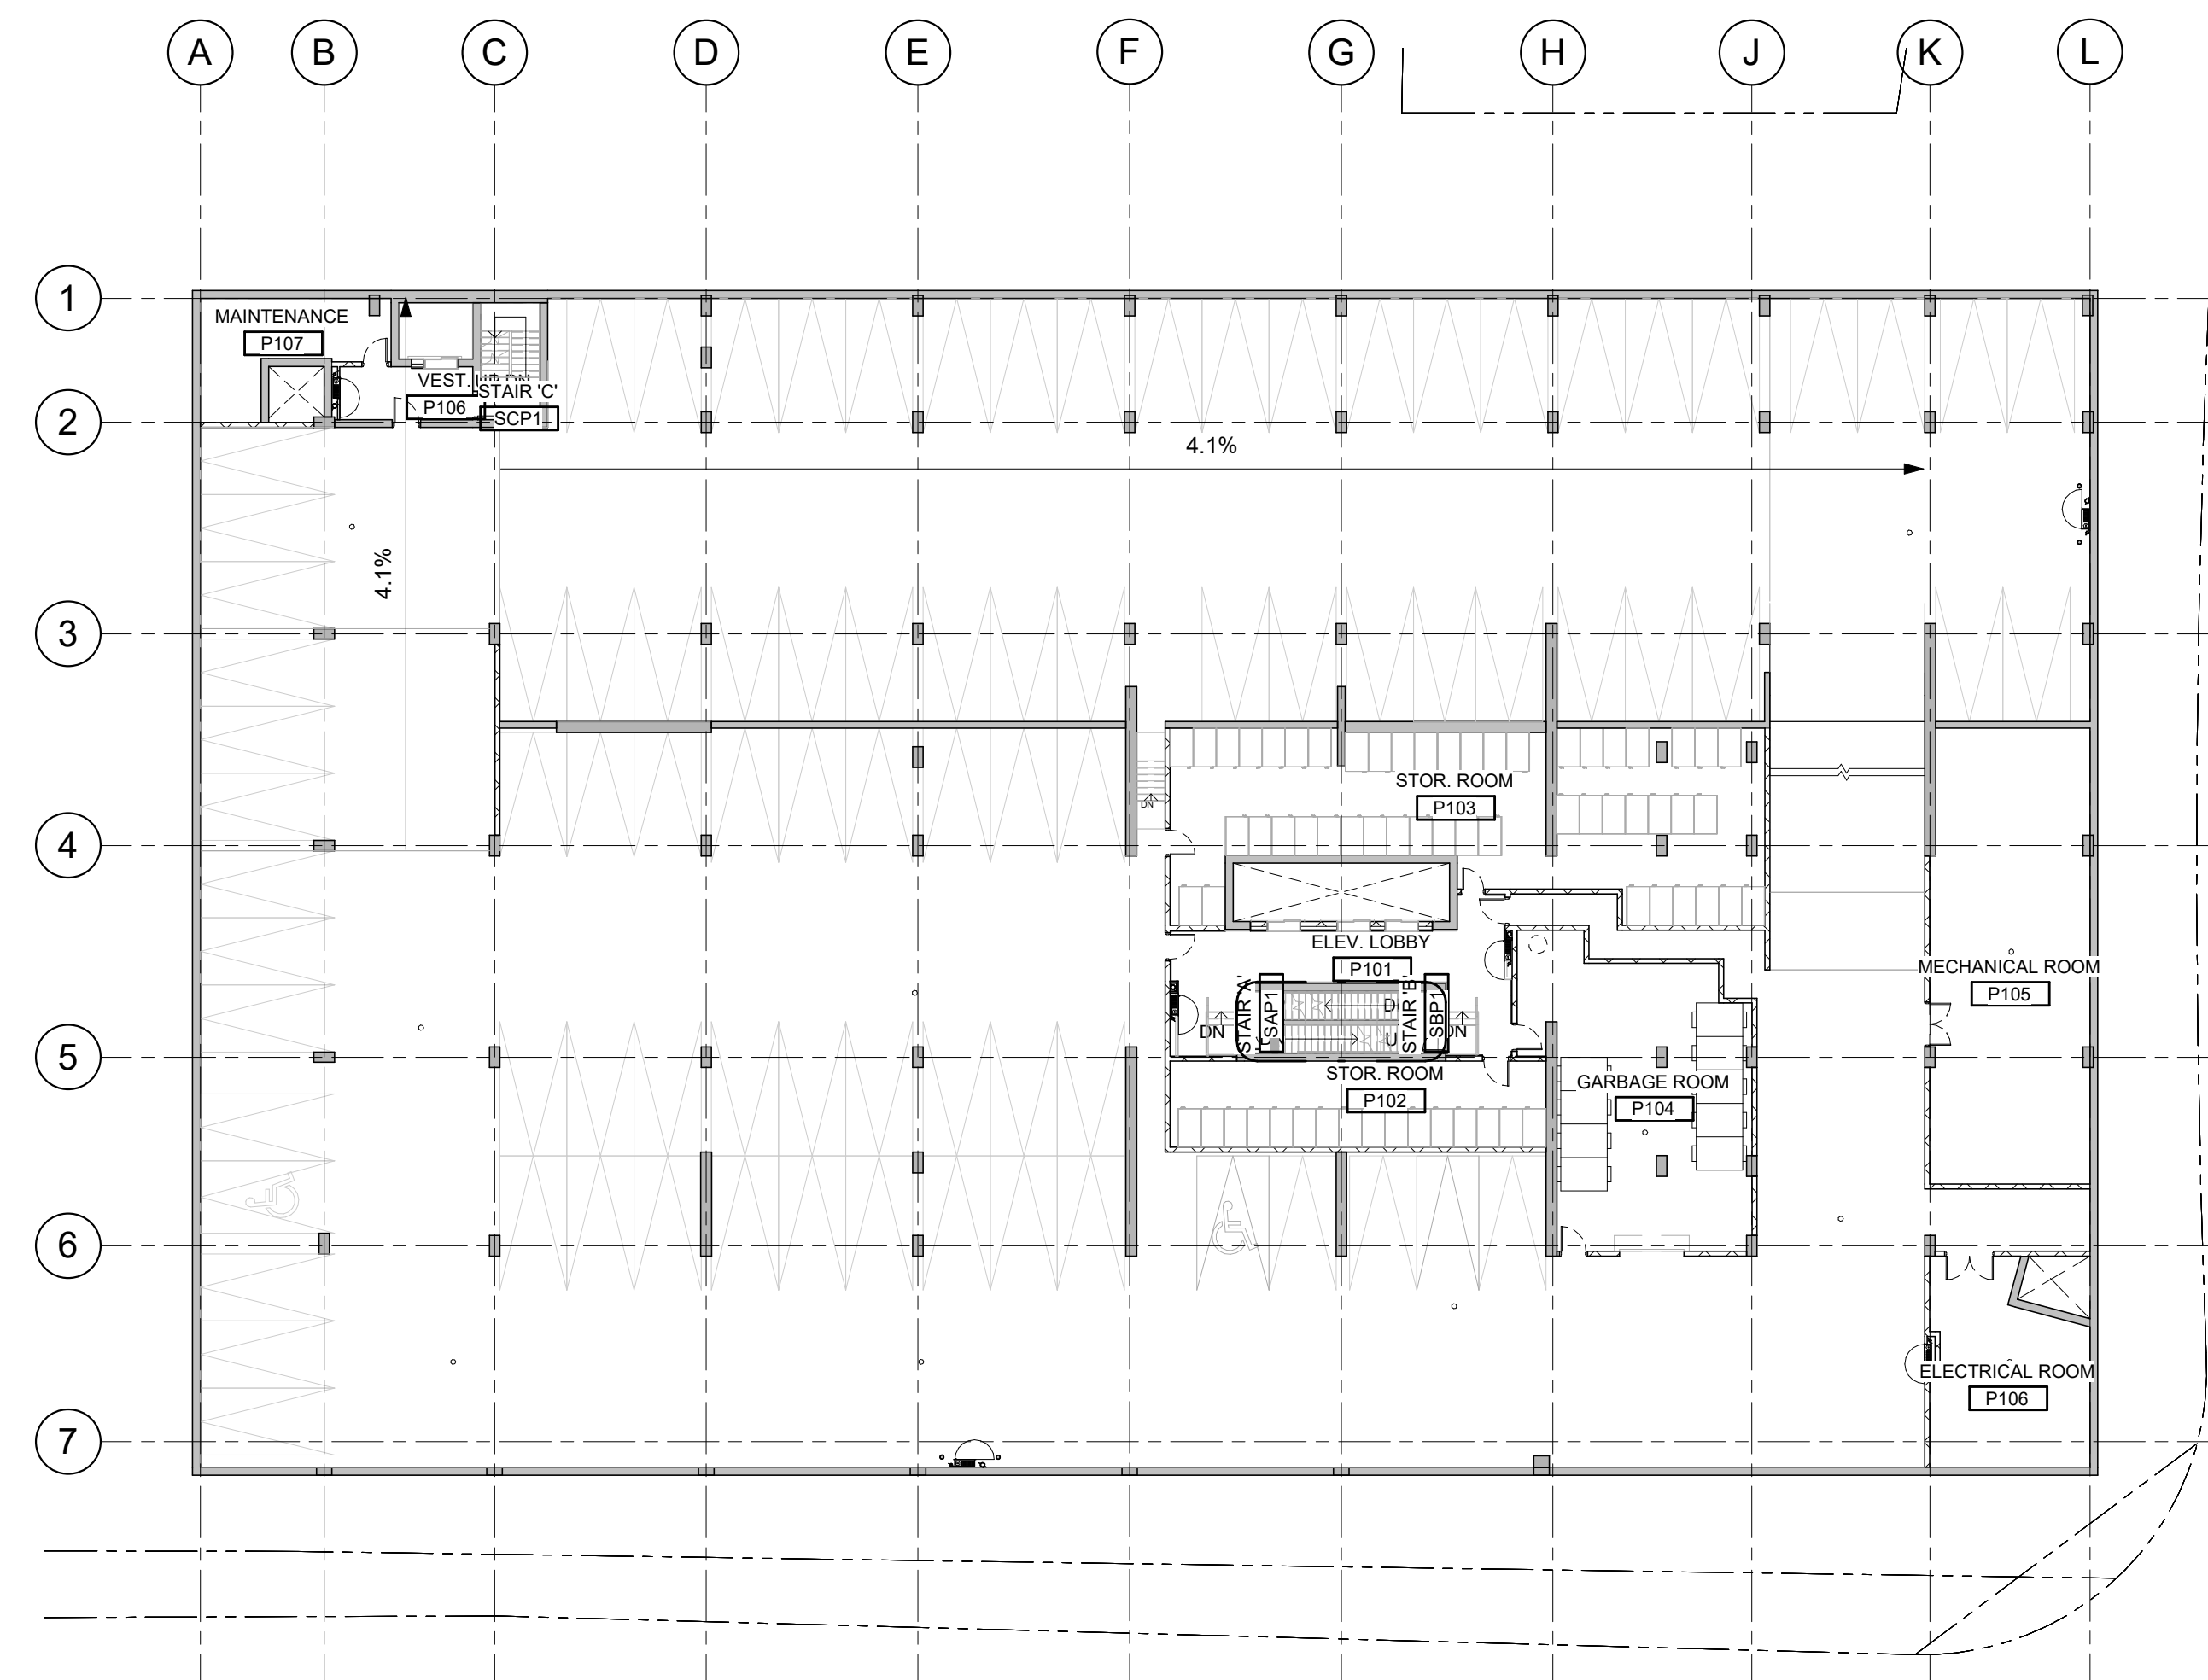 A B C D E F G H J K L
1
MAINTENANCE
P107
VEST.
STAIR 'C'
P106
SCP1
2
4.1%
4.1%
3
STOR. ROOM
P103
DN
4
ELEV. LOBBY
P101
MECHANICAL ROOM
P105
STAIR 'A'
SAP1
STAIR 'B'
SBP1
DN
D
U
DN
5
STOR. ROOM
P102
GARBAGE ROOM
P104
6
ELECTRICAL ROOM
P106
7